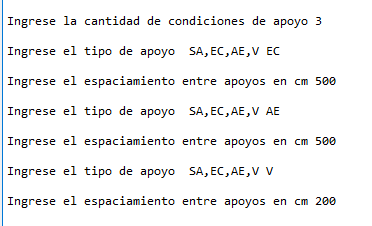 Ingrese la cantidad de condiciones de apoyo 3
Ingrese el tipo de apoyo  SA,EC,AE,V EC
Ingrese el espaciamiento entre apoyos en cm 500
Ingrese el tipo de apoyo  SA,EC,AE,V AE
Ingrese el espaciamiento entre apoyos en cm 500
Ingrese el tipo de apoyo  SA,EC,AE,V V
Ingrese el espaciamiento entre apoyos en cm 200